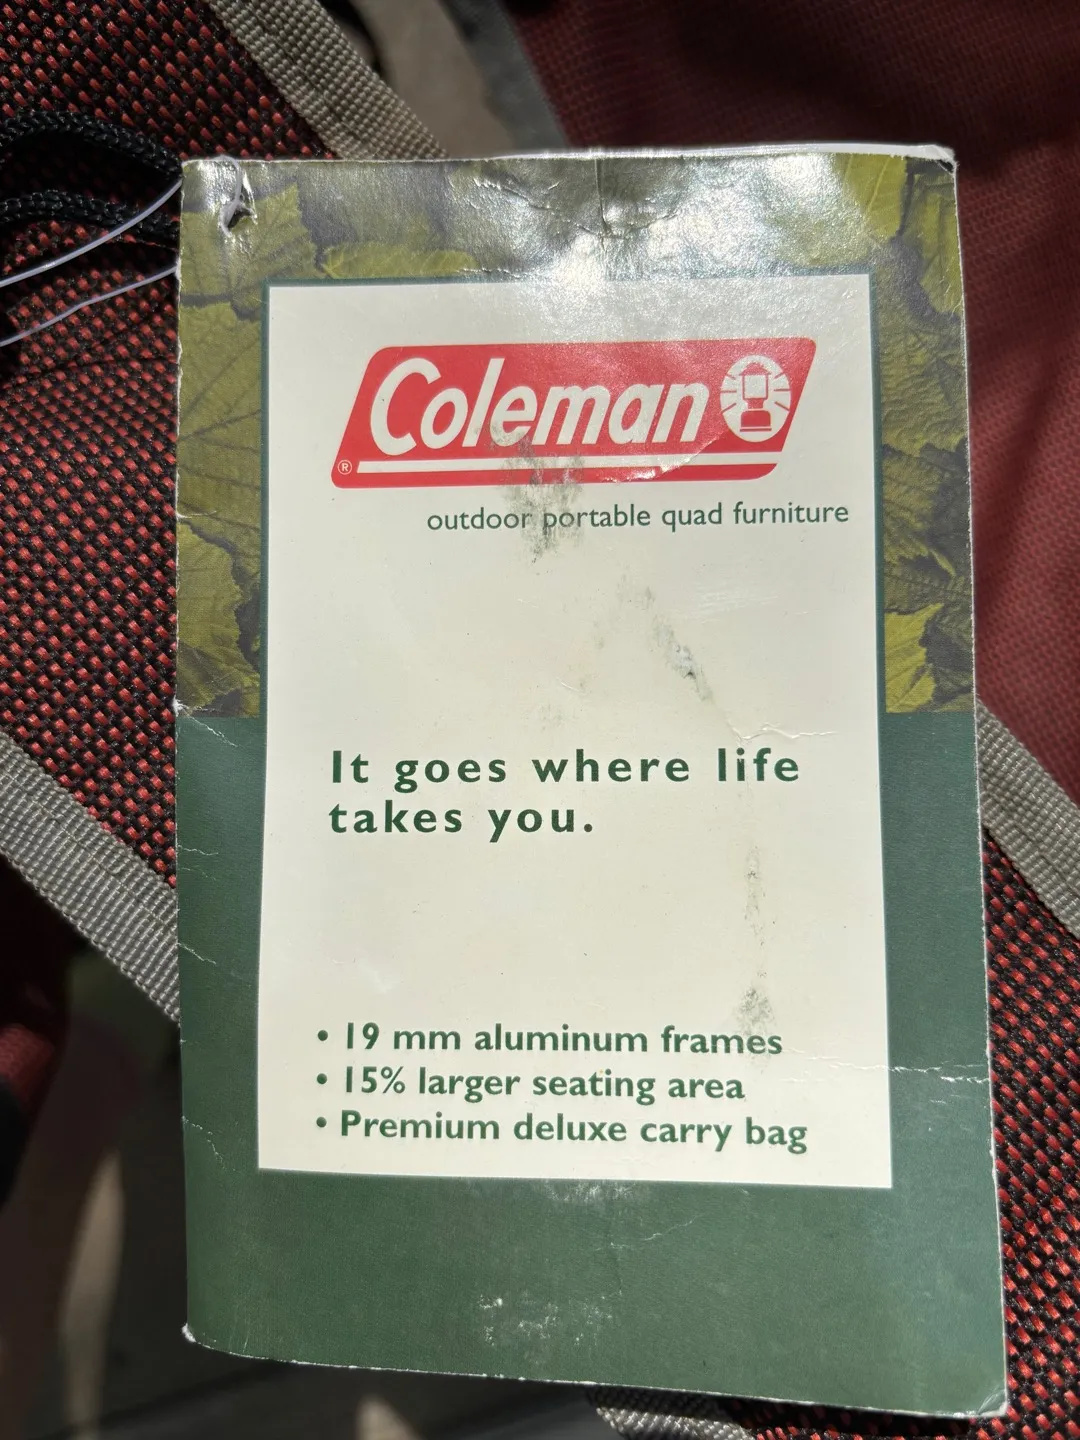 Coleman
®
outdoor portable quad furniture
It goes where life
takes you.
• 19 mm aluminum frames
• 15% larger seating area
• Premium deluxe carry bag